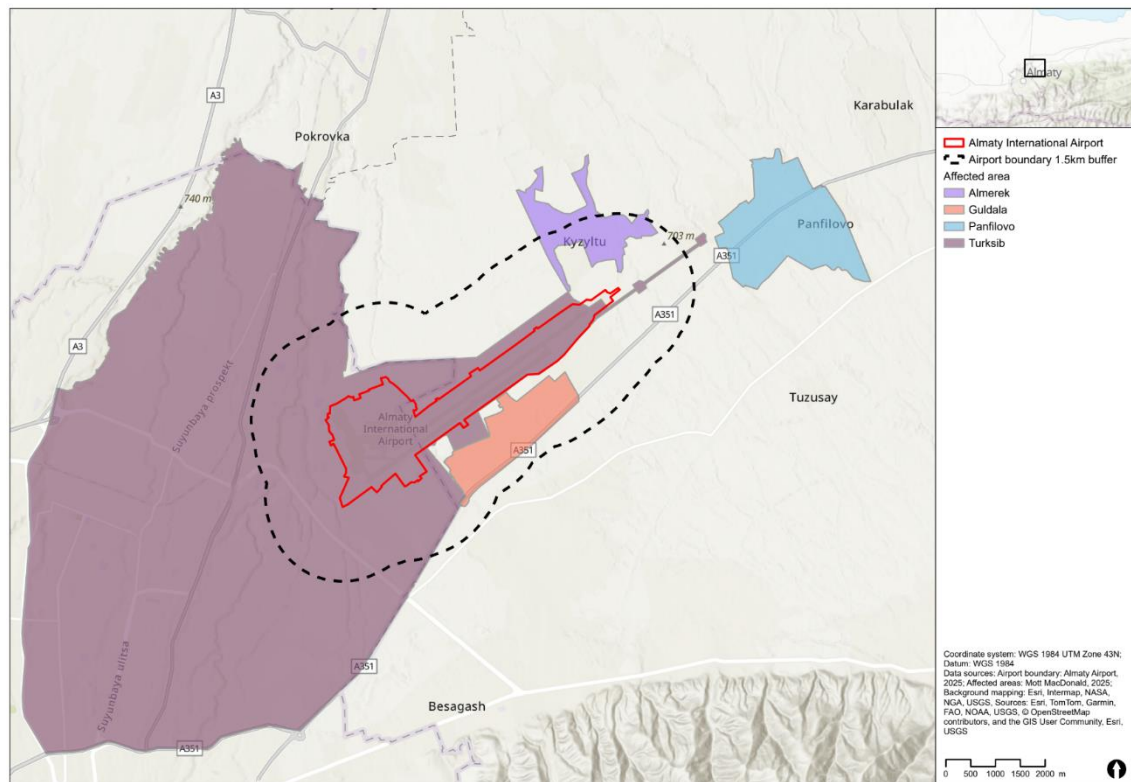 A3
Pokrovka
Karabulak
740 m
Kyzyltu
703 m
Panfilovo
A351
A351
A3
Suyunbaya prospekt
Tuzusay
Almaty
International
Airport
A351
Suyunbaya ulitsa
A351
Besagash
A351
Almaty
Almaty International Airport
Airport boundary 1.5km buffer
Affected area
Almerek
Guldala
Panfilovo
Turksib
Coordinate system: WGS 1984 UTM Zone 43N;
Datum: WGS 1984
Data sources: Airport boundary: Almaty Airport,
2025; Affected areas: Mott MacDonald, 2025;
Background mapping: Esri, Intermap, NASA,
NGA, USGS, Sources: Esri, TomTom, Garmin,
FAO, NOAA, USGS, © OpenStreetMap
contributors, and the GIS User Community, Esri,
USGS
0 500 1000 1500 2000 m